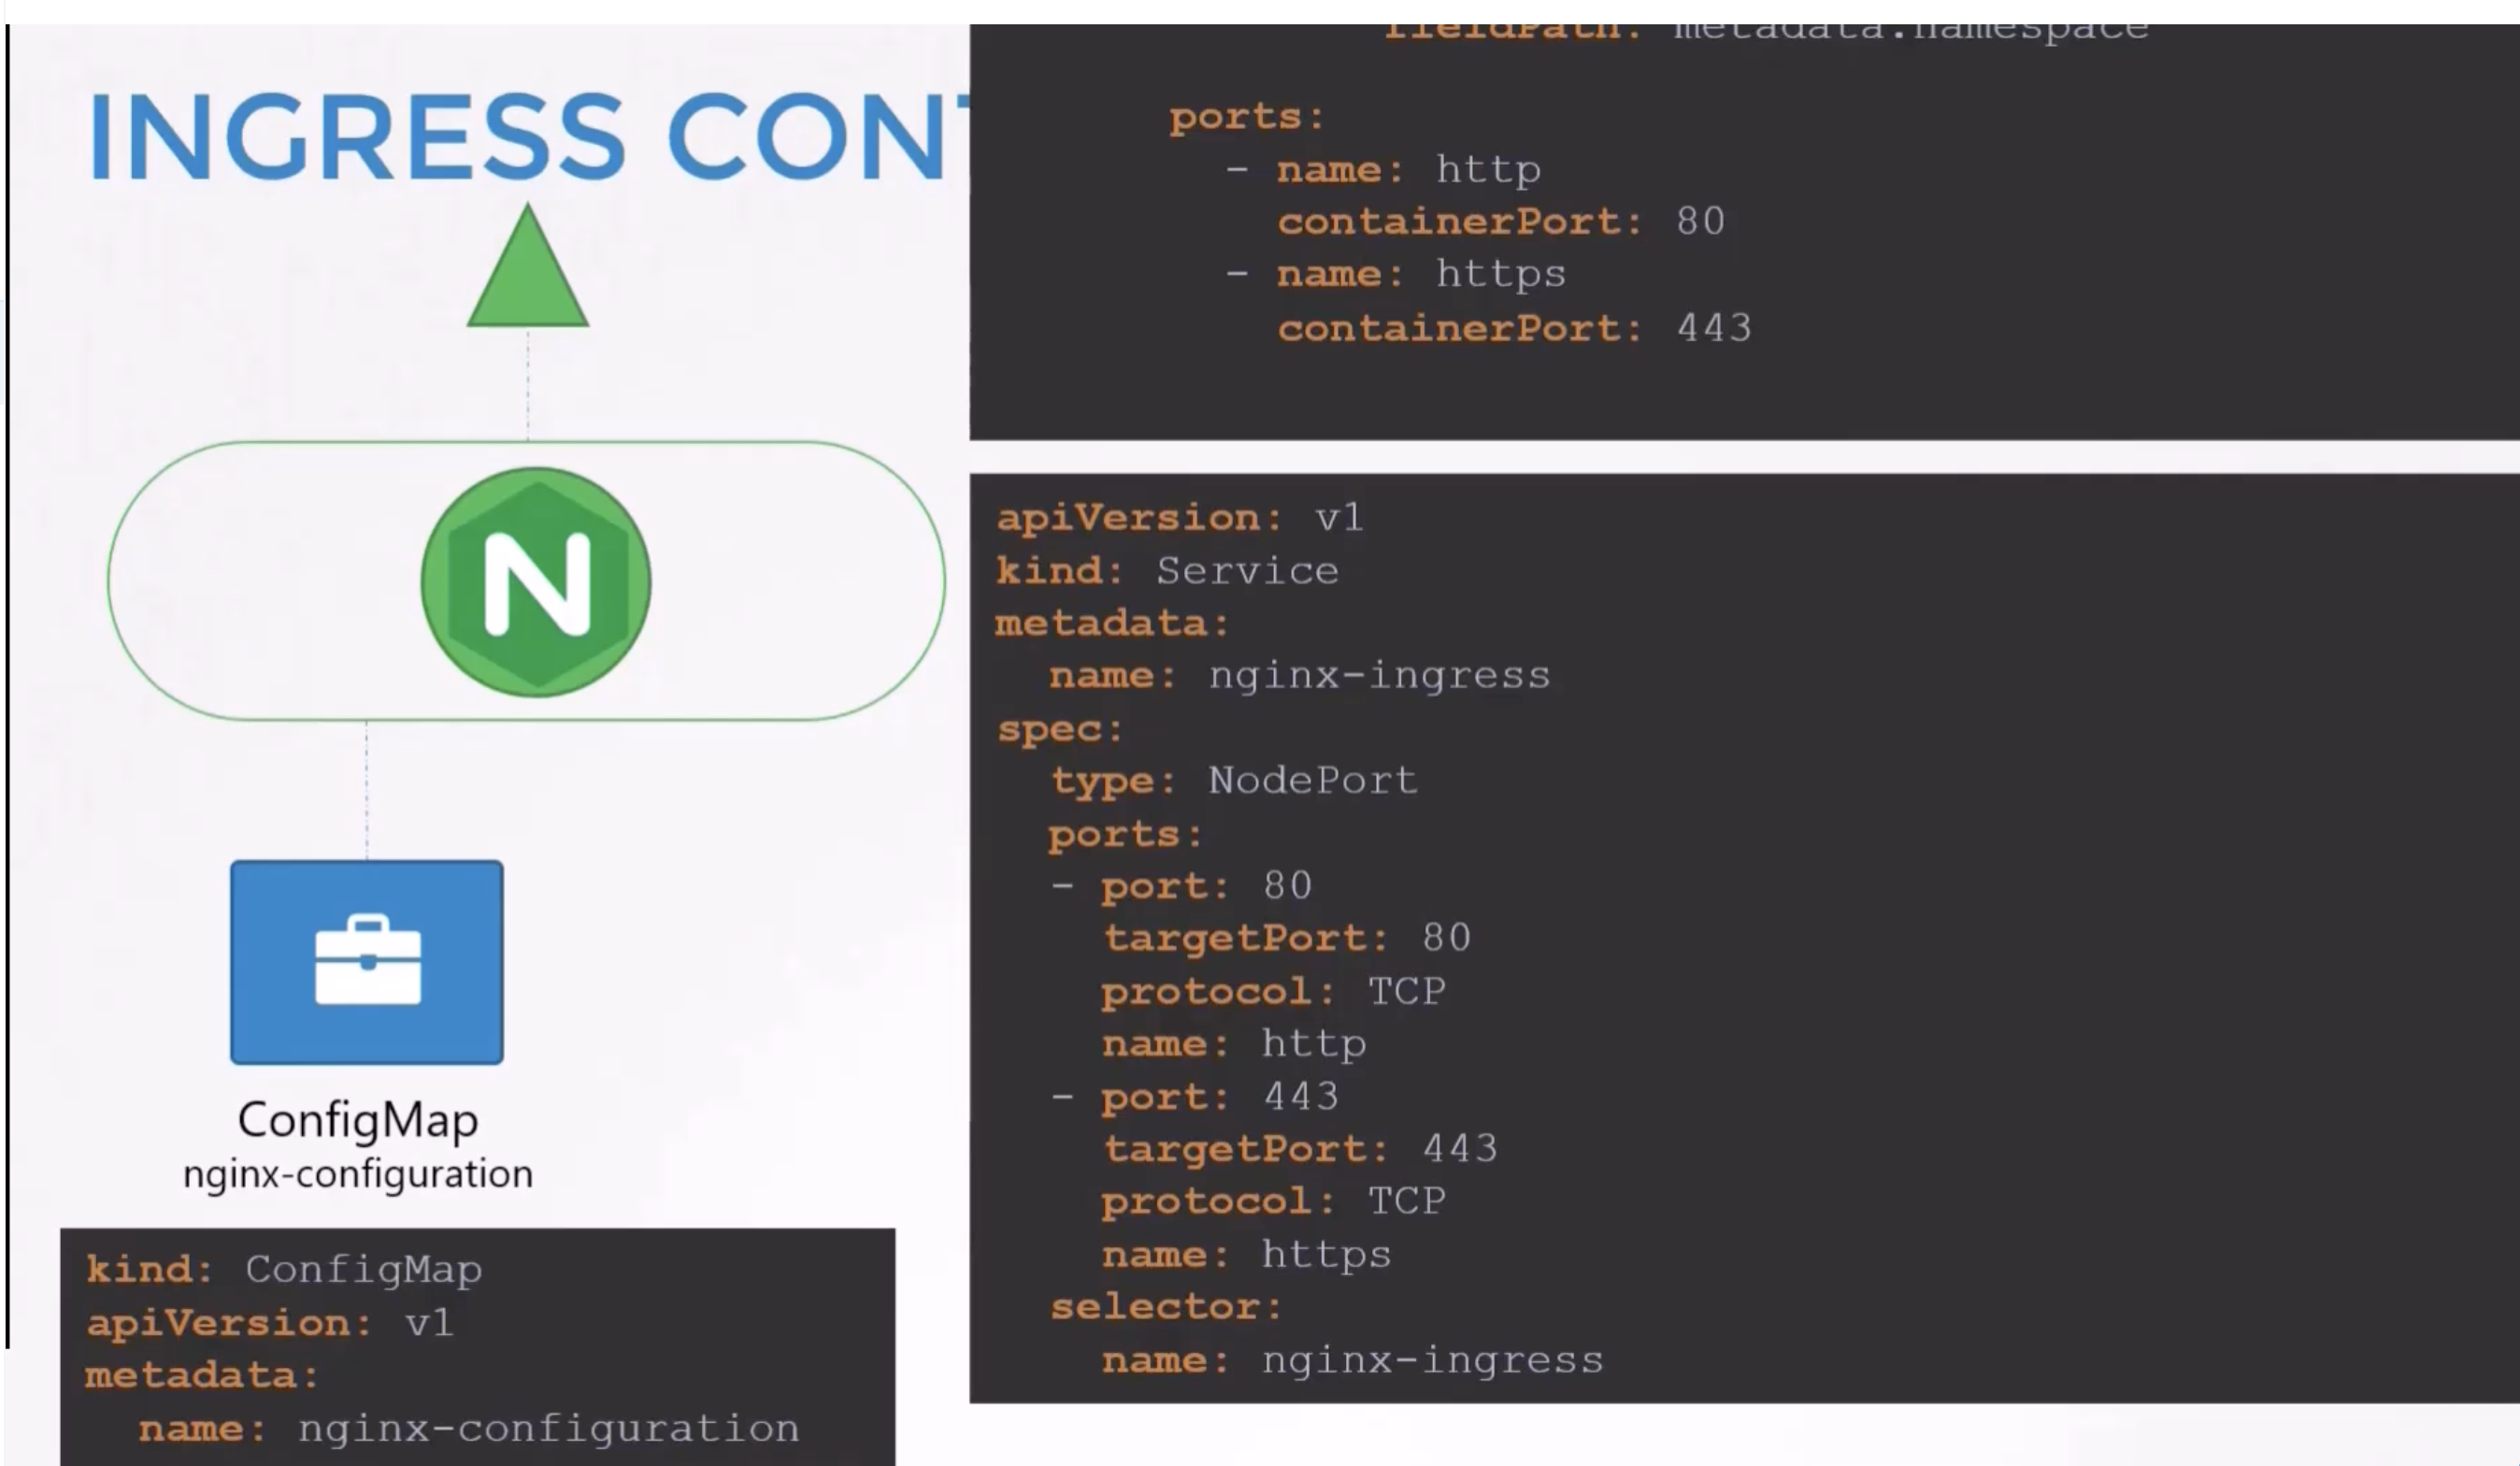 INGRESS CONT
N
ConfigMap
nginx-configuration
kind: ConfigMap
apiVersion: v1
metadata:
  name: nginx-configuration
fieldPath: metadata.namespace
ports:
  - name: http
    containerPort: 80
  - name: https
    containerPort: 443
apiVersion: v1
kind: Service
metadata:
  name: nginx-ingress
spec:
  type: NodePort
  ports:
  - port: 80
    targetPort: 80
    protocol: TCP
    name: http
  - port: 443
    targetPort: 443
    protocol: TCP
    name: https
  selector:
    name: nginx-ingress